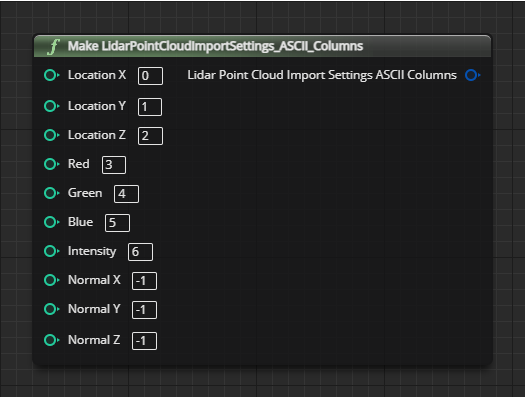 f Make LidarPointCloudImportSettings_ASCII_Columns
Location X 0 Lidar Point Cloud Import Settings ASCII Columns
Location Y 1
Location Z 2
Red 3
Green 4
Blue 5
Intensity 6
Normal X -1
Normal Y -1
Normal Z -1